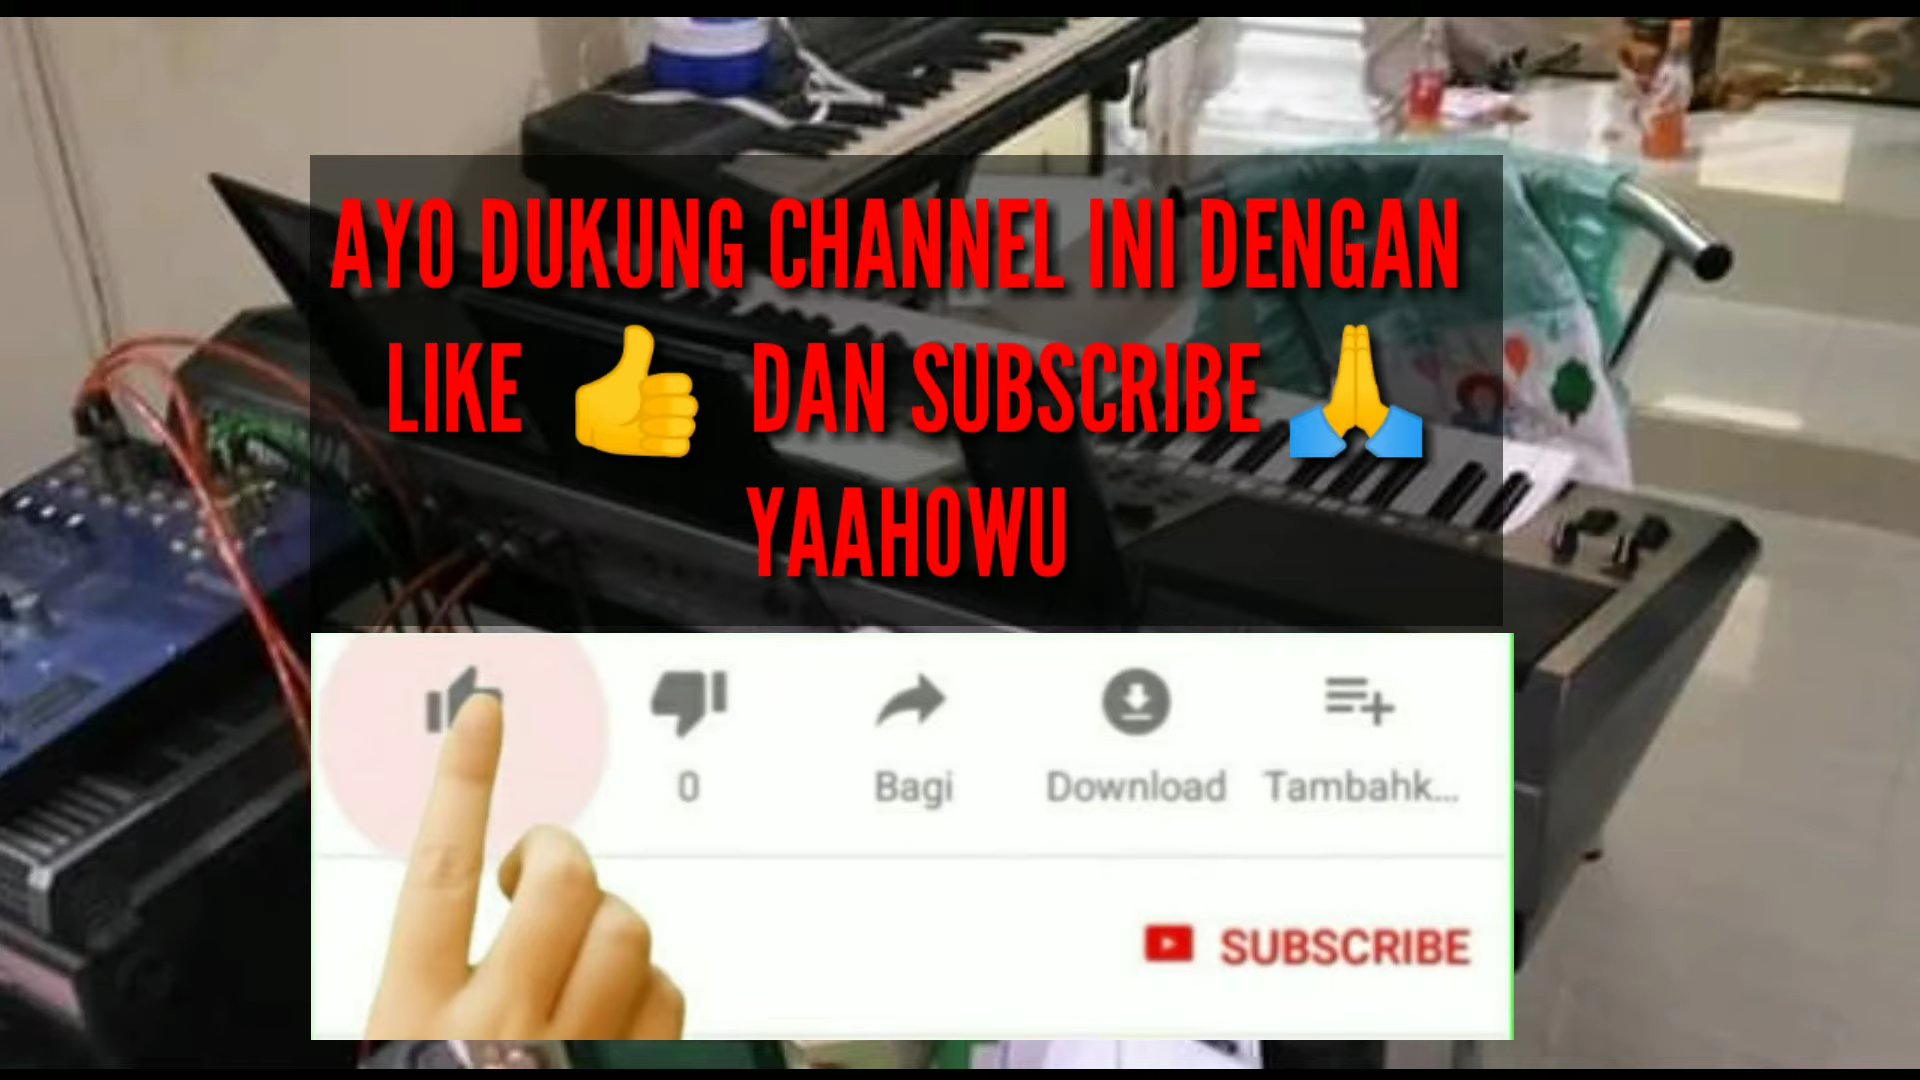 AYO DUKUNG CHANNEL INI DENGAN
LIKE 👍 DAN SUBSCRIBE 🙏
YAAHOWU
0 Bagi Download Tambahk...
SUBSCRIBE